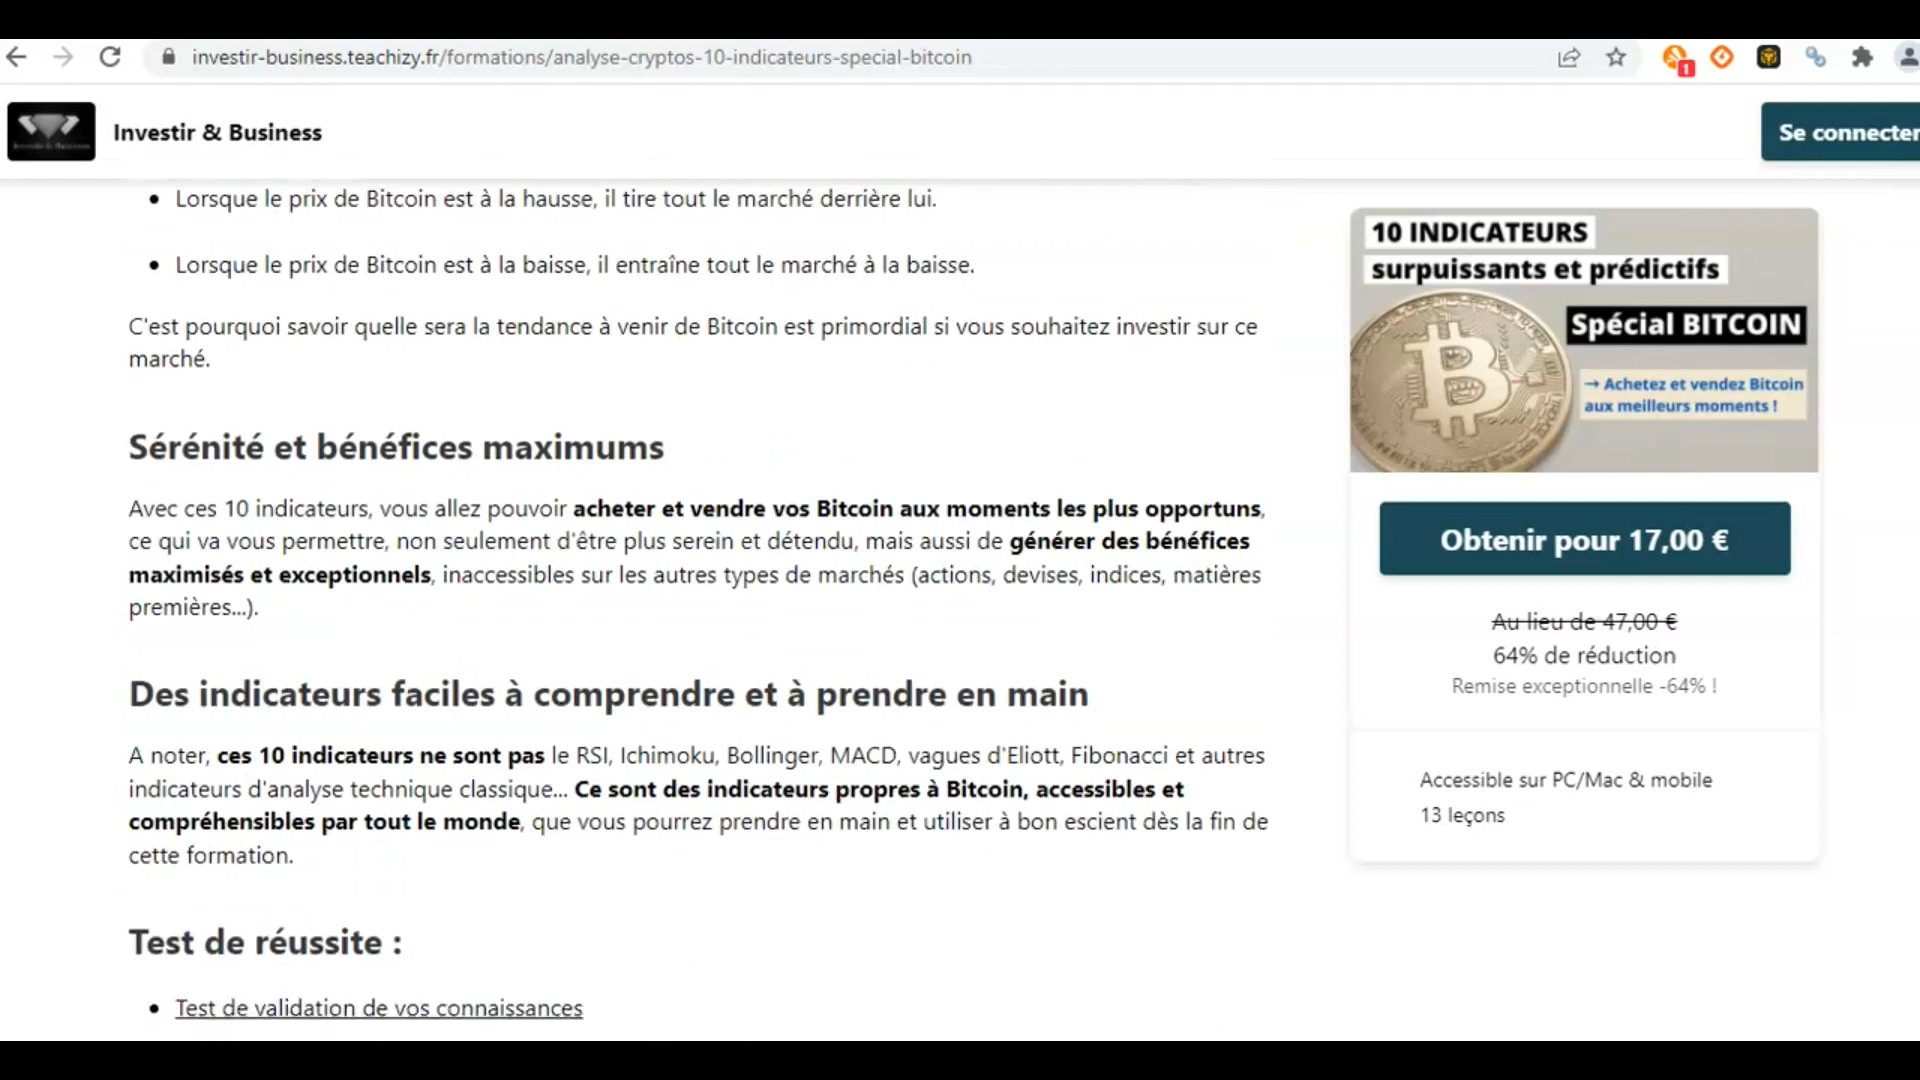 investir-business.teachizy.fr/formations/analyse-cryptos-10-indicateurs-special-bitcoin
1
Investir & Business
Se connecter
• Lorsque le prix de Bitcoin est à la hausse, il tire tout le marché derrière lui.
• Lorsque le prix de Bitcoin est à la baisse, il entraîne tout le marché à la baisse.
C'est pourquoi savoir quelle sera la tendance à venir de Bitcoin est primordial si vous souhaitez investir sur ce
marché.
Sérénité et bénéfices maximums
Avec ces 10 indicateurs, vous allez pouvoir acheter et vendre vos Bitcoin aux moments les plus opportuns,
ce qui va vous permettre, non seulement d'être plus serein et détendu, mais aussi de générer des bénéfices
maximisés et exceptionnels, inaccessibles sur les autres types de marchés (actions, devises, indices, matières
premières...).
Des indicateurs faciles à comprendre et à prendre en main
A noter, ces 10 indicateurs ne sont pas le RSI, Ichimoku, Bollinger, MACD, vagues d'Eliott, Fibonacci et autres
indicateurs d'analyse technique classique... Ce sont des indicateurs propres à Bitcoin, accessibles et
compréhensibles par tout le monde, que vous pourrez prendre en main et utiliser à bon escient dès la fin de
cette formation.
Test de réussite :
• Test de validation de vos connaissances
10 INDICATEURS
surpuissants et prédictifs
Spécial BITCOIN
→ Achetez et vendez Bitcoin
aux meilleurs moments !
Obtenir pour 17,00 €
Au lieu de 47,00 €
64% de réduction
Remise exceptionnelle -64% !
Accessible sur PC/Mac & mobile
13 leçons